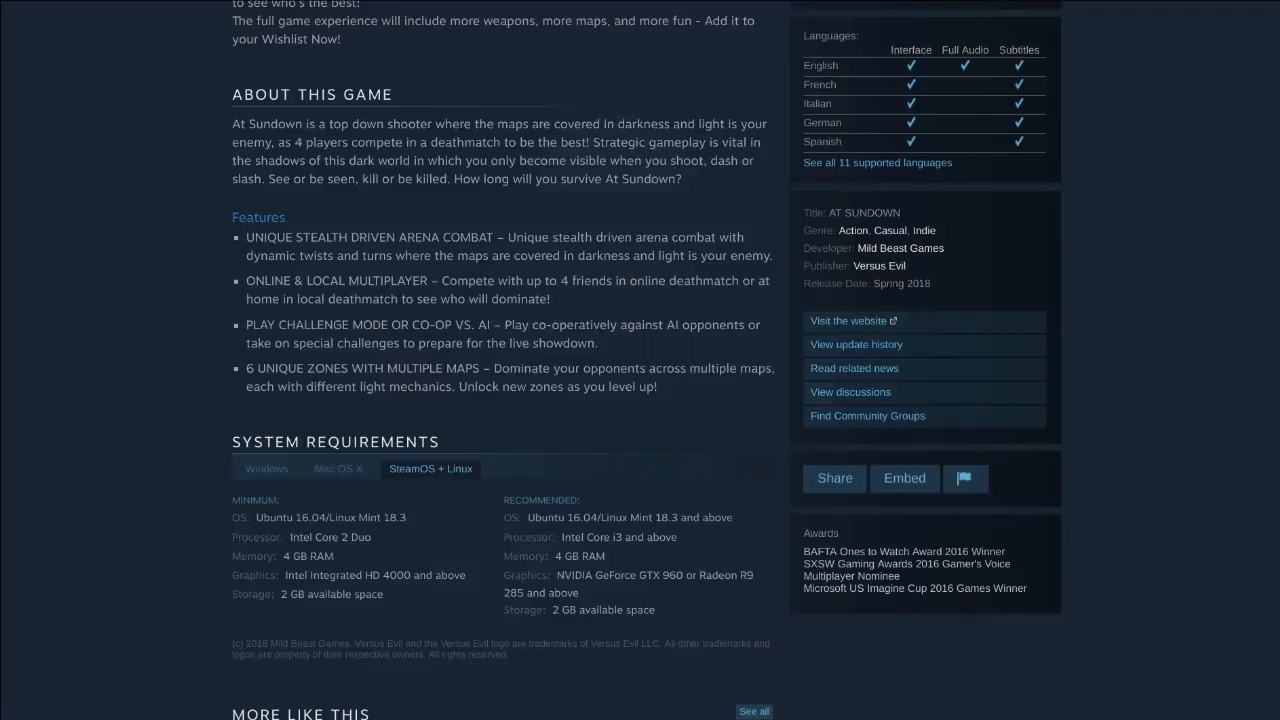 to see who's the best!
The full game experience will include more weapons, more maps, and more fun - Add it to
your Wishlist Now!
ABOUT THIS GAME
At Sundown is a top down shooter where the maps are covered in darkness and light is your
enemy, as 4 players compete in a deathmatch to be the best! Strategic gameplay is vital in
the shadows of this dark world in which you only become visible when you shoot, dash or
slash. See or be seen, kill or be killed. How long will you survive At Sundown?
Features
▪ UNIQUE STEALTH DRIVEN ARENA COMBAT – Unique stealth driven arena combat with
dynamic twists and turns where the maps are covered in darkness and light is your enemy.
▪ ONLINE & LOCAL MULTIPLAYER – Compete with up to 4 friends in online deathmatch or at
home in local deathmatch to see who will dominate!
▪ PLAY CHALLENGE MODE OR CO-OP VS. AI – Play co-operatively against AI opponents or
take on special challenges to prepare for the live showdown.
▪ 6 UNIQUE ZONES WITH MULTIPLE MAPS – Dominate your opponents across multiple maps,
each with different light mechanics. Unlock new zones as you level up!
SYSTEM REQUIREMENTS
Windows Mac OS X SteamOS + Linux
MINIMUM:
OS: Ubuntu 16.04/Linux Mint 18.3
Processor: Intel Core 2 Duo
Memory: 4 GB RAM
Graphics: Intel Integrated HD 4000 and above
Storage: 2 GB available space
RECOMMENDED:
OS: Ubuntu 16.04/Linux Mint 18.3 and above
Processor: Intel Core i3 and above
Memory: 4 GB RAM
Graphics: NVIDIA GeForce GTX 960 or Radeon R9
285 and above
Storage: 2 GB available space
(c) 2018 Mild Beast Games. Versus Evil and the Versus Evil logo are trademarks of Versus Evil LLC. All other trademarks and
logos are property of their respective owners. All rights reserved.
MORE LIKE THIS
See all
Languages:
Interface Full Audio Subtitles
English ✔ ✔ ✔
French ✔ ✔
Italian ✔ ✔
German ✔ ✔
Spanish ✔ ✔
See all 11 supported languages
Title: AT SUNDOWN
Genre: Action, Casual, Indie
Developer: Mild Beast Games
Publisher: Versus Evil
Release Date: Spring 2018
Visit the website
View update history
Read related news
View discussions
Find Community Groups
Share Embed
Awards
BAFTA Ones to Watch Award 2016 Winner
SXSW Gaming Awards 2016 Gamer's Voice
Multiplayer Nominee
Microsoft US Imagine Cup 2016 Games Winner